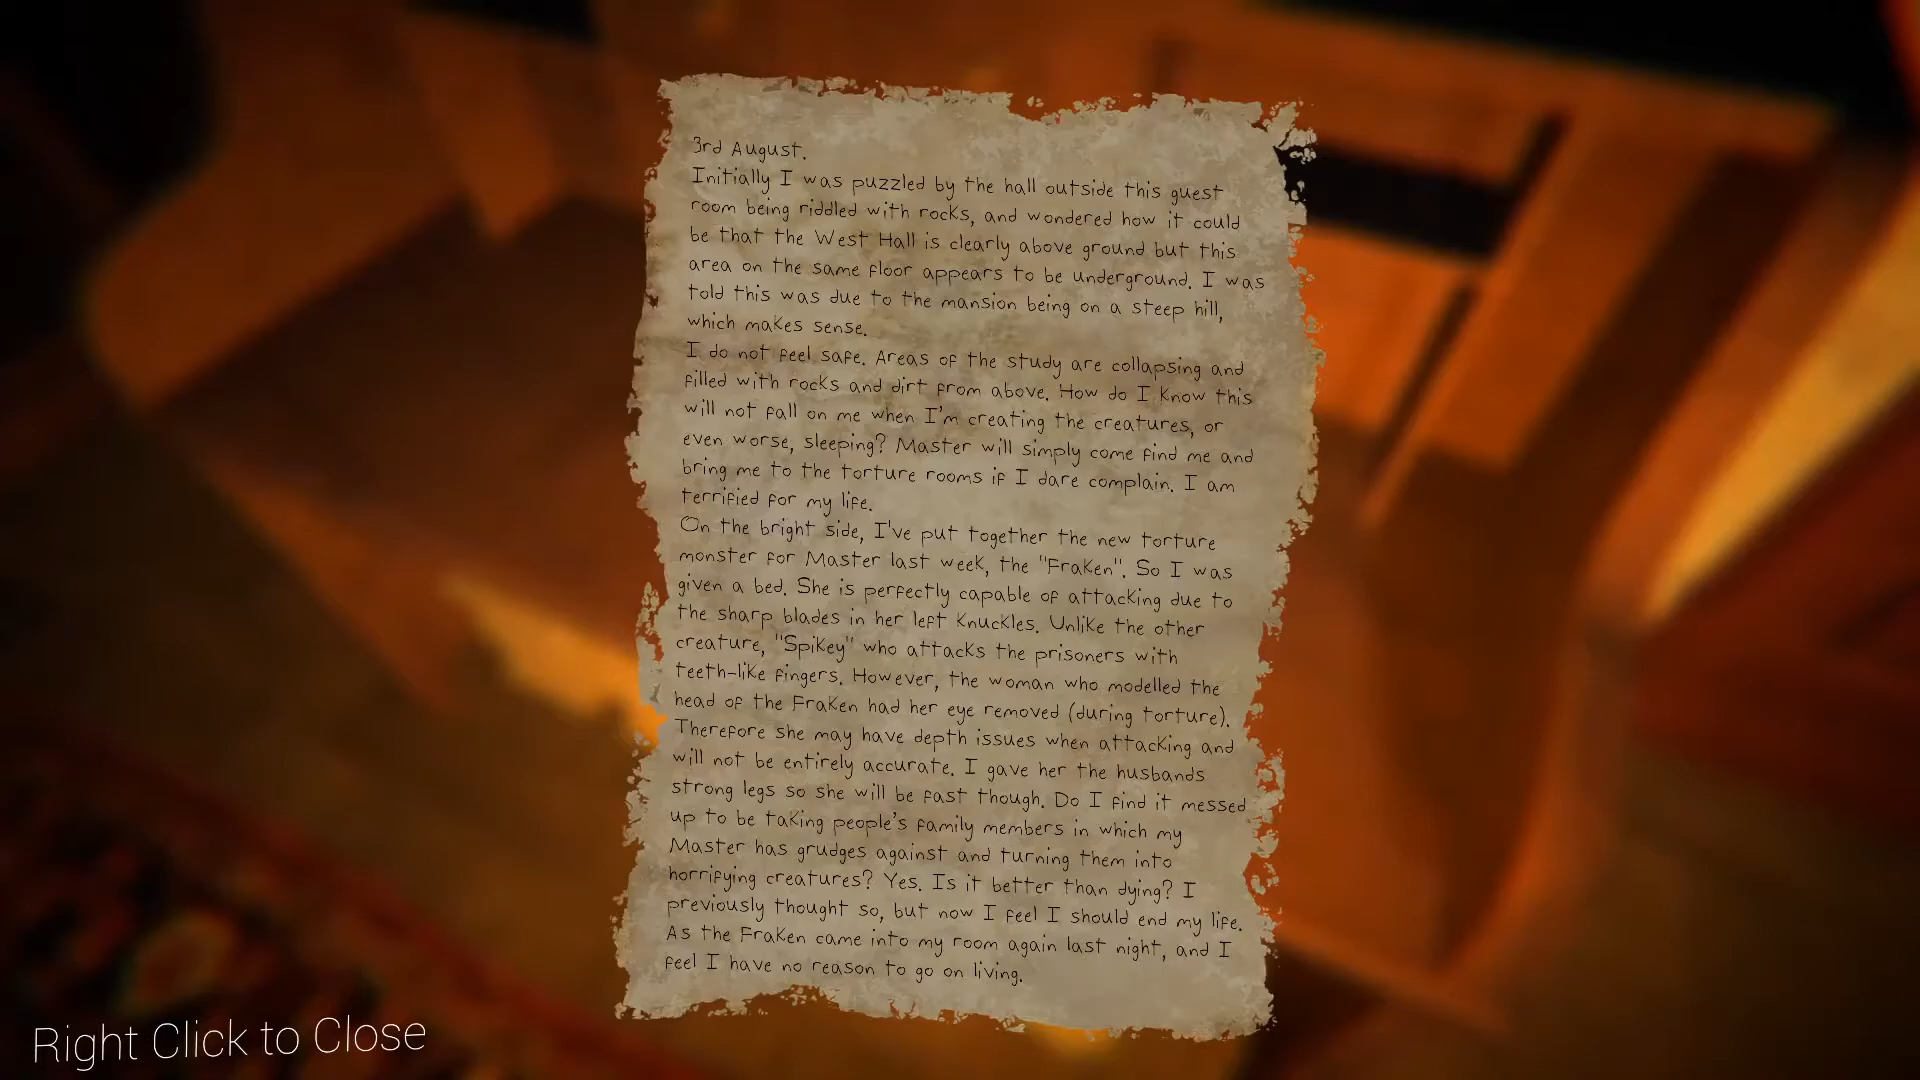 3rd August.
Initially I was puzzled by the hall outside this guest
room being riddled with rocks, and wondered how it could
be that the West Hall is clearly above ground but this
area on the same floor appears to be underground. I was
told this was due to the mansion being on a steep hill,
which makes sense.
I do not feel safe. Areas of the study are collapsing and
filled with rocks and dirt from above. How do I know this
will not fall on me when I'm creating the creatures, or
even worse, sleeping? Master will simply come find me and
bring me to the torture rooms if I dare complain. I am
terrified for my life.
On the bright side, I've put together the new torture
monster for Master last week, the "Fraken". So I was
given a bed. She is perfectly capable of attacking due to
the sharp blades in her left knuckles. Unlike the other
creature, "Spikey" who attacks the prisoners with
teeth-like fingers. However, the woman who modelled the
head of the Fraken had her eye removed (during torture).
Therefore she may have depth issues when attacking and
will not be entirely accurate. I gave her the husbands
strong legs so she will be fast though. Do I find it messed
up to be taking people's family members in which my
Master has grudges against and turning them into
horrifying creatures? Yes. Is it better than dying? I
previously thought so, but now I feel I should end my life.
As the Fraken came into my room again last night, and I
feel I have no reason to go on living.
Right Click to Close